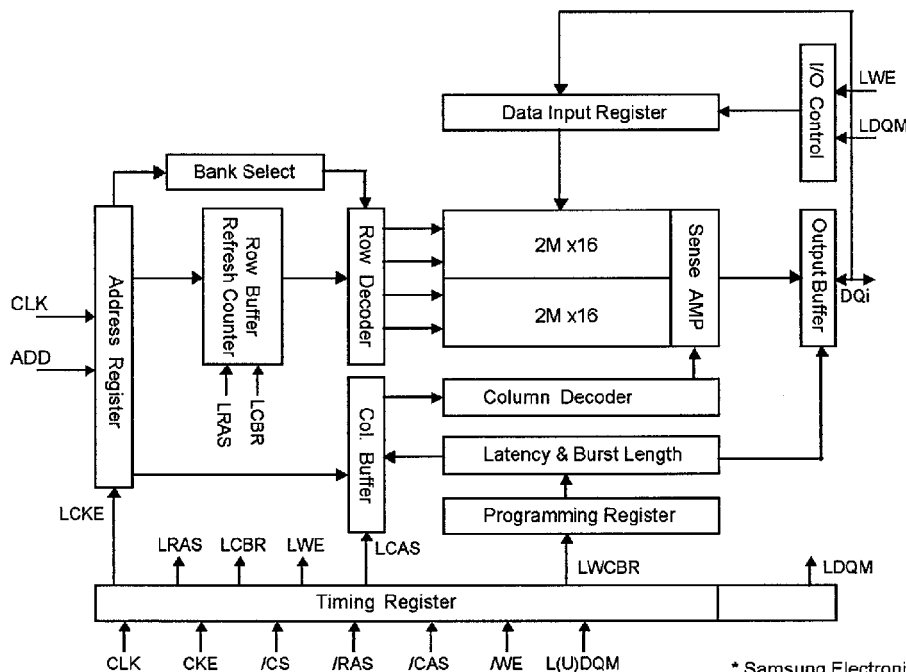 I/O Control
LWE
LDQM
Data Input Register
Bank Select
Address Register
CLK
ADD
Row Buffer
Refresh Counter
LRAS
LCBR
Row Decoder
2M x16
2M x16
Sense AMP
Output Buffer
DQi
Col. Buffer
Column Decoder
Latency & Burst Length
Programming Register
LCKE
LRAS
LCBR
LWE
LCAS
LWCBR
LDQM
Timing Register
CLK
CKE
/CS
/RAS
/CAS
/WE
L(U)DQM
* Samsung Electroni